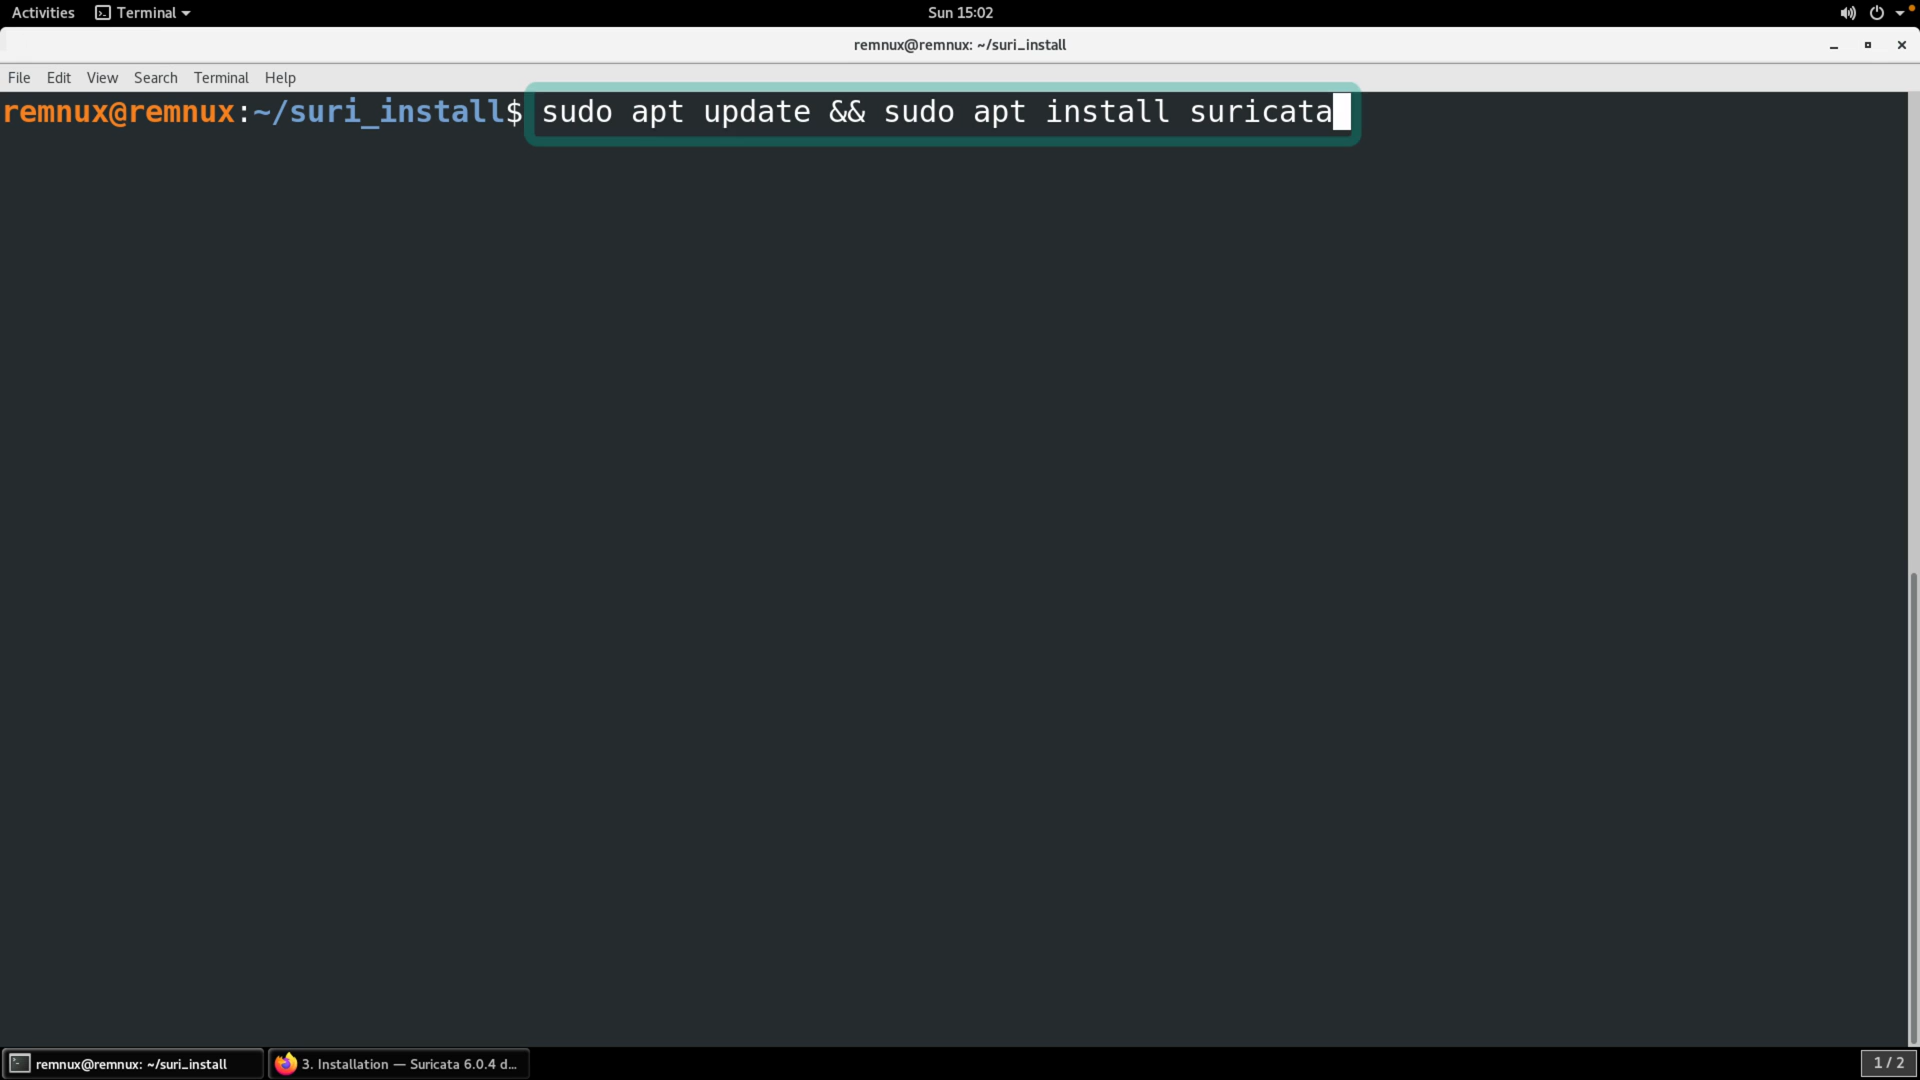 Activities Terminal Sun 15:02
remnux@remnux: ~/suri_install
File Edit View Search Terminal Help
remnux@remnux:~/suri_install$ sudo apt update && sudo apt install suricata
remnux@remnux: ~/suri_install 3. Installation — Suricata 6.0.4 d... 1 / 2